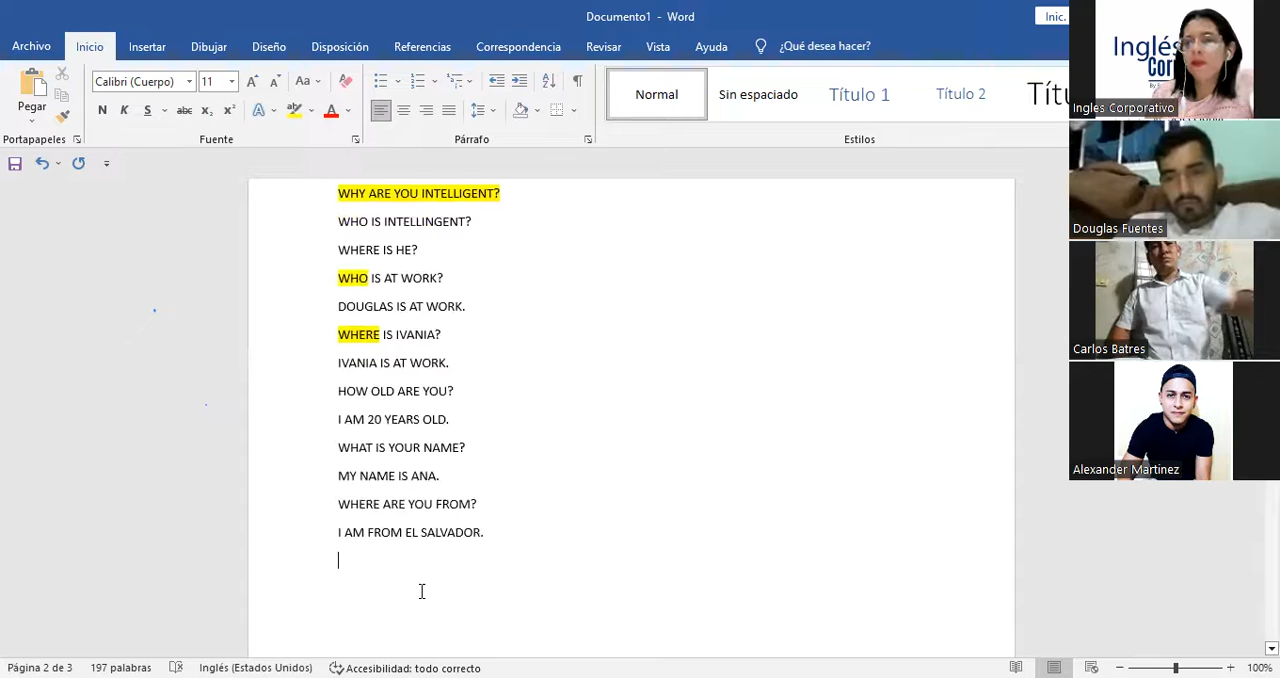 Documento1 - Word
Inic.
Archivo Inicio Insertar Dibujar Diseño Disposición Referencias Correspondencia Revisar Vista Ayuda ¿Qué desea hacer?
Pegar
Calibri (Cuerpo) 11
Normal Sin espaciado Título 1 Título 2
Portapapeles Fuente Párrafo Estilos
WHY ARE YOU INTELLIGENT?
WHO IS INTELLINGENT?
WHERE IS HE?
WHO IS AT WORK?
DOUGLAS IS AT WORK.
WHERE IS IVANIA?
IVANIA IS AT WORK.
HOW OLD ARE YOU?
I AM 20 YEARS OLD.
WHAT IS YOUR NAME?
MY NAME IS ANA.
WHERE ARE YOU FROM?
I AM FROM EL SALVADOR.
Página 2 de 3 197 palabras Inglés (Estados Unidos) Accesibilidad: todo correcto 100%
Inglés
Ingles Corporativo
Douglas Fuentes
Carlos Batres
Alexander Martinez